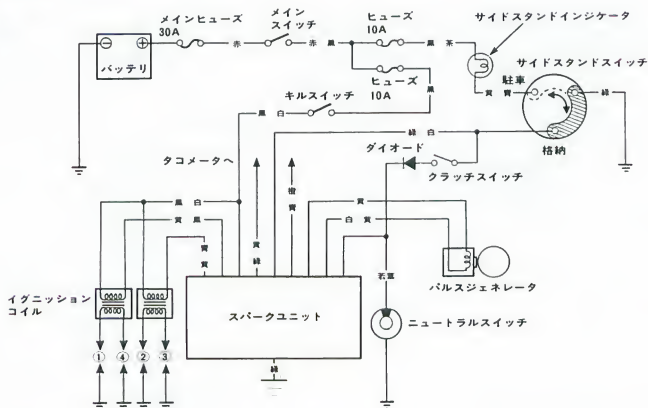 メインヒューズ
30A
メイン
スイッチ
ヒューズ
10A
サイドスタンドインジケータ
赤
赤
黒
黒
茶
バッテリ
サイドスタンドスイッチ
駐車
ヒューズ
10A
キルスイッチ
黒
白
黒
黄
青
緑
緑
白
格納
ダイオード
クラッチスイッチ
タコメータへ
黒
白
黄
黒
橙
青
黄
白
黄
青
黄
黄
緑
若葉
パルスジェネレータ
イグニッション
コイル
スパークユニット
ニュートラルスイッチ
① ④ ② ③
緑